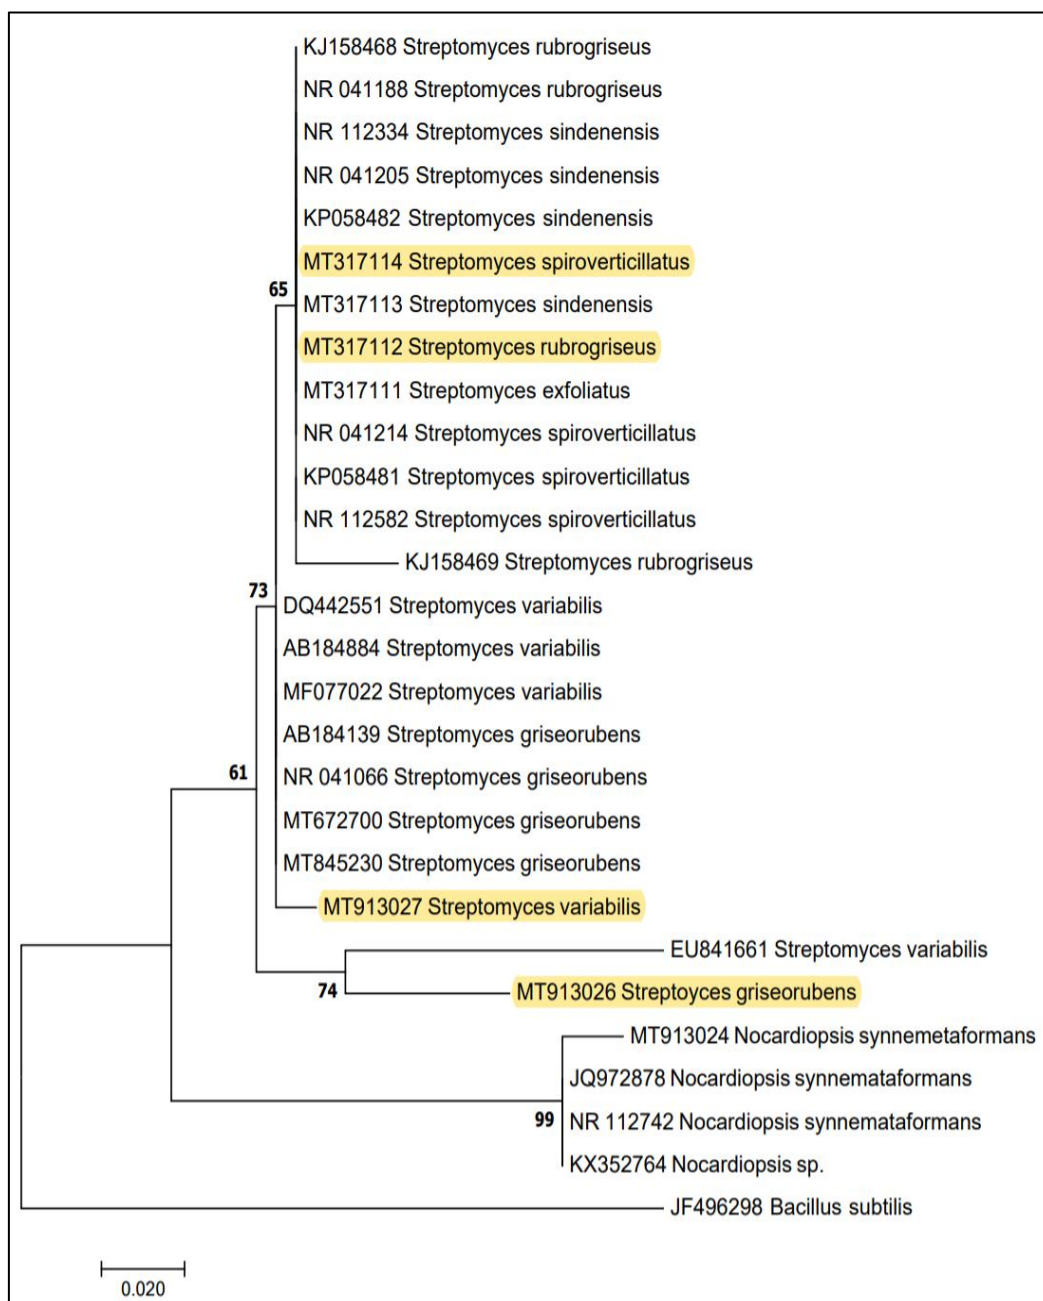 KJ158468 Streptomyces rubrogriseus
NR 041188 Streptomyces rubrogriseus
NR 112334 Streptomyces sindenensis
NR 041205 Streptomyces sindenensis
KP058482 Streptomyces sindenensis
MT317114 Streptomyces spiroverticillatus
65
MT317113 Streptomyces sindenensis
MT317112 Streptomyces rubrogriseus
MT317111 Streptomyces exfoliatus
NR 041214 Streptomyces spiroverticillatus
KP058481 Streptomyces spiroverticillatus
NR 112582 Streptomyces spiroverticillatus
KJ158469 Streptomyces rubrogriseus
73
DQ442551 Streptomyces variabilis
AB184884 Streptomyces variabilis
MF077022 Streptomyces variabilis
AB184139 Streptomyces griseorubens
61
NR 041066 Streptomyces griseorubens
MT672700 Streptomyces griseorubens
MT845230 Streptomyces griseorubens
MT913027 Streptomyces variabilis
EU841661 Streptomyces variabilis
74
MT913026 Streptoyces griseorubens
MT913024 Nocardiopsis synnemetaformans
JQ972878 Nocardiopsis synnemataformans
99
NR 112742 Nocardiopsis synnemataformans
KX352764 Nocardiopsis sp.
JF496298 Bacillus subtilis
0.020